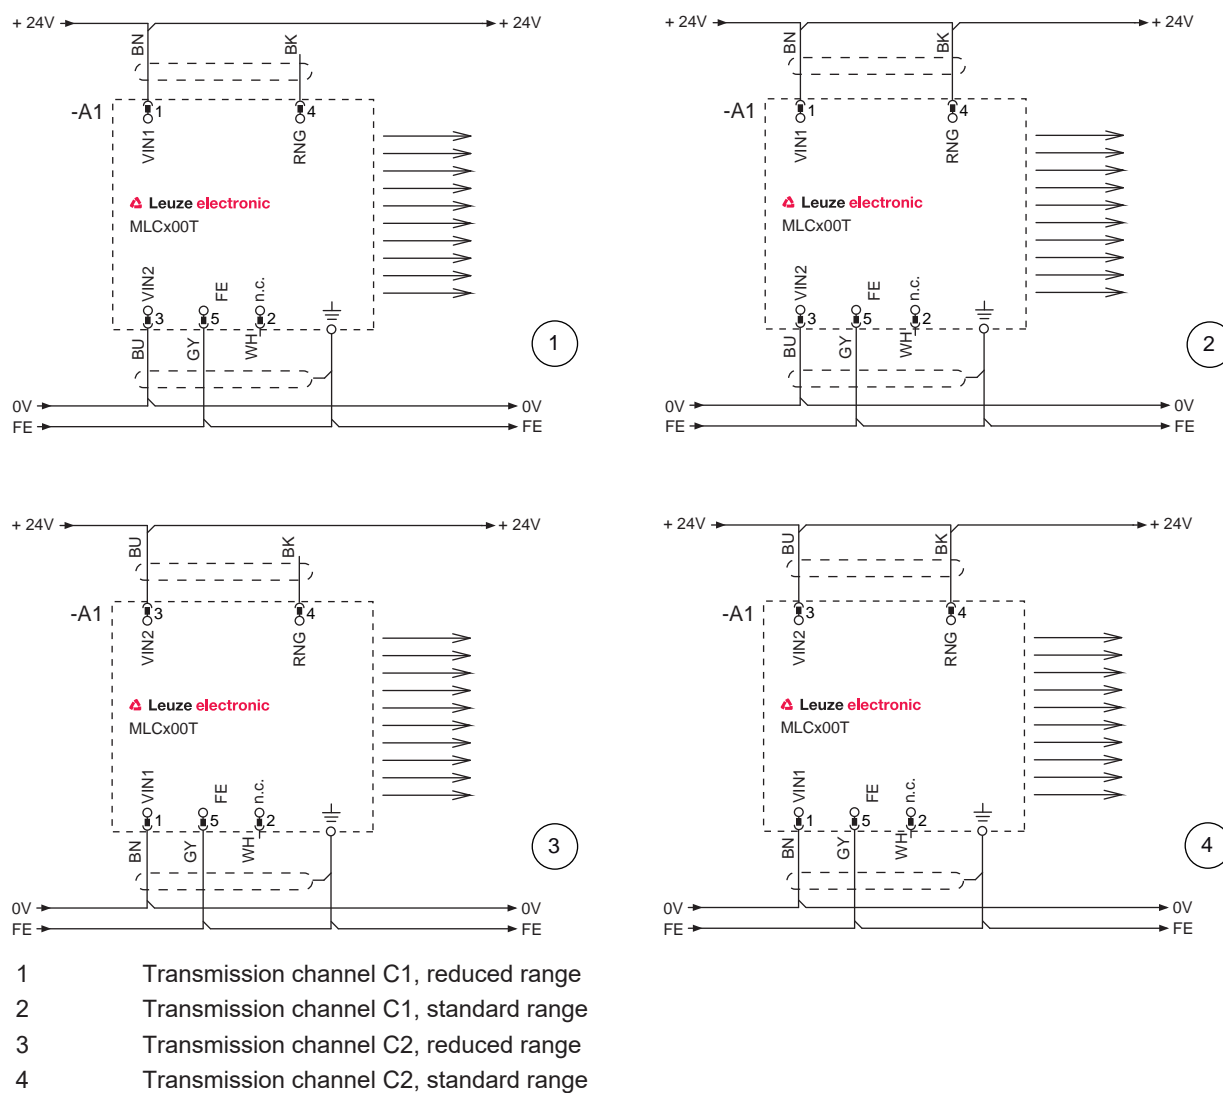 + 24V + 24V
BN BK
-A1 1 4
VIN1 RNG
Leuze electronic
MLCx00T
VIN2 FE n.c.
3 5 2
BU GY WH
1
0V 0V
FE FE
+ 24V + 24V
BN BK
-A1 1 4
VIN1 RNG
Leuze electronic
MLCx00T
VIN2 FE n.c.
3 5 2
BU GY WH
2
0V 0V
FE FE
+ 24V + 24V
BU BK
-A1 3 4
VIN2 RNG
Leuze electronic
MLCx00T
VIN1 FE n.c.
1 5 2
BN GY WH
3
0V 0V
FE FE
+ 24V + 24V
BU BK
-A1 3 4
VIN2 RNG
Leuze electronic
MLCx00T
VIN1 FE n.c.
1 5 2
BN GY WH
4
0V 0V
FE FE
1 Transmission channel C1, reduced range
2 Transmission channel C1, standard range
3 Transmission channel C2, reduced range
4 Transmission channel C2, standard range